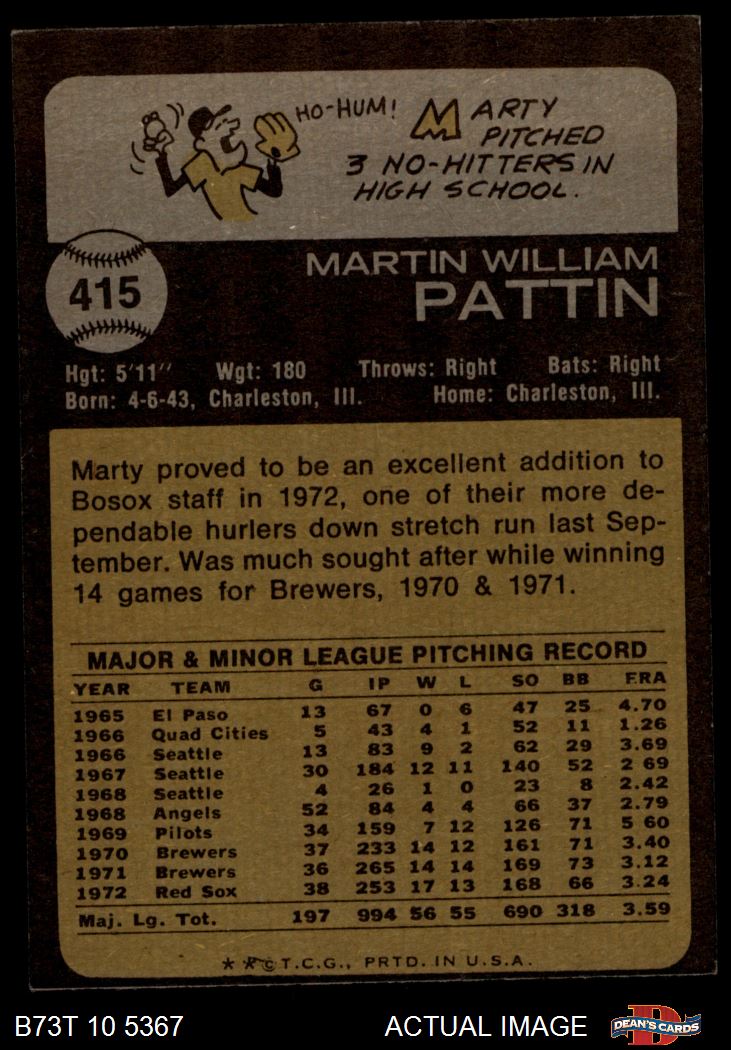 HO-HUM!
MARTY
PITCHED
3 NO-HITTERS IN
HIGH SCHOOL.
415
MARTIN WILLIAM
PATTIN
Hgt: 5'11" Wgt: 180 Throws: Right Bats: Right
Born: 4-6-43, Charleston, Ill. Home: Charleston, Ill.
Marty proved to be an excellent addition to
Bosox staff in 1972, one of their more de-
pendable hurlers down stretch run last Sep-
tember. Was much sought after while winning
14 games for Brewers, 1970 & 1971.
MAJOR & MINOR LEAGUE PITCHING RECORD
YEAR TEAM G IP W L SO BB ERA
1965 El Paso 13 67 0 6 47 25 4.70
1966 Quad Cities 5 43 4 1 52 11 1.26
1966 Seattle 13 83 9 2 62 29 3.69
1967 Seattle 30 184 12 11 140 52 2 69
1968 Seattle 4 26 1 0 23 8 2.42
1968 Angels 52 84 4 4 66 37 2.79
1969 Pilots 34 159 7 12 126 71 5 60
1970 Brewers 37 233 14 12 161 71 3.40
1971 Brewers 36 265 14 14 169 73 3.12
1972 Red Sox 38 253 17 13 168 66 3.24
Maj. Lg. Tot. 197 994 56 55 690 318 3.59
★ ★ © T.C.G., PRTD. IN U.S.A.
B73T 10 5367 ACTUAL IMAGE DEAN'S CARDS